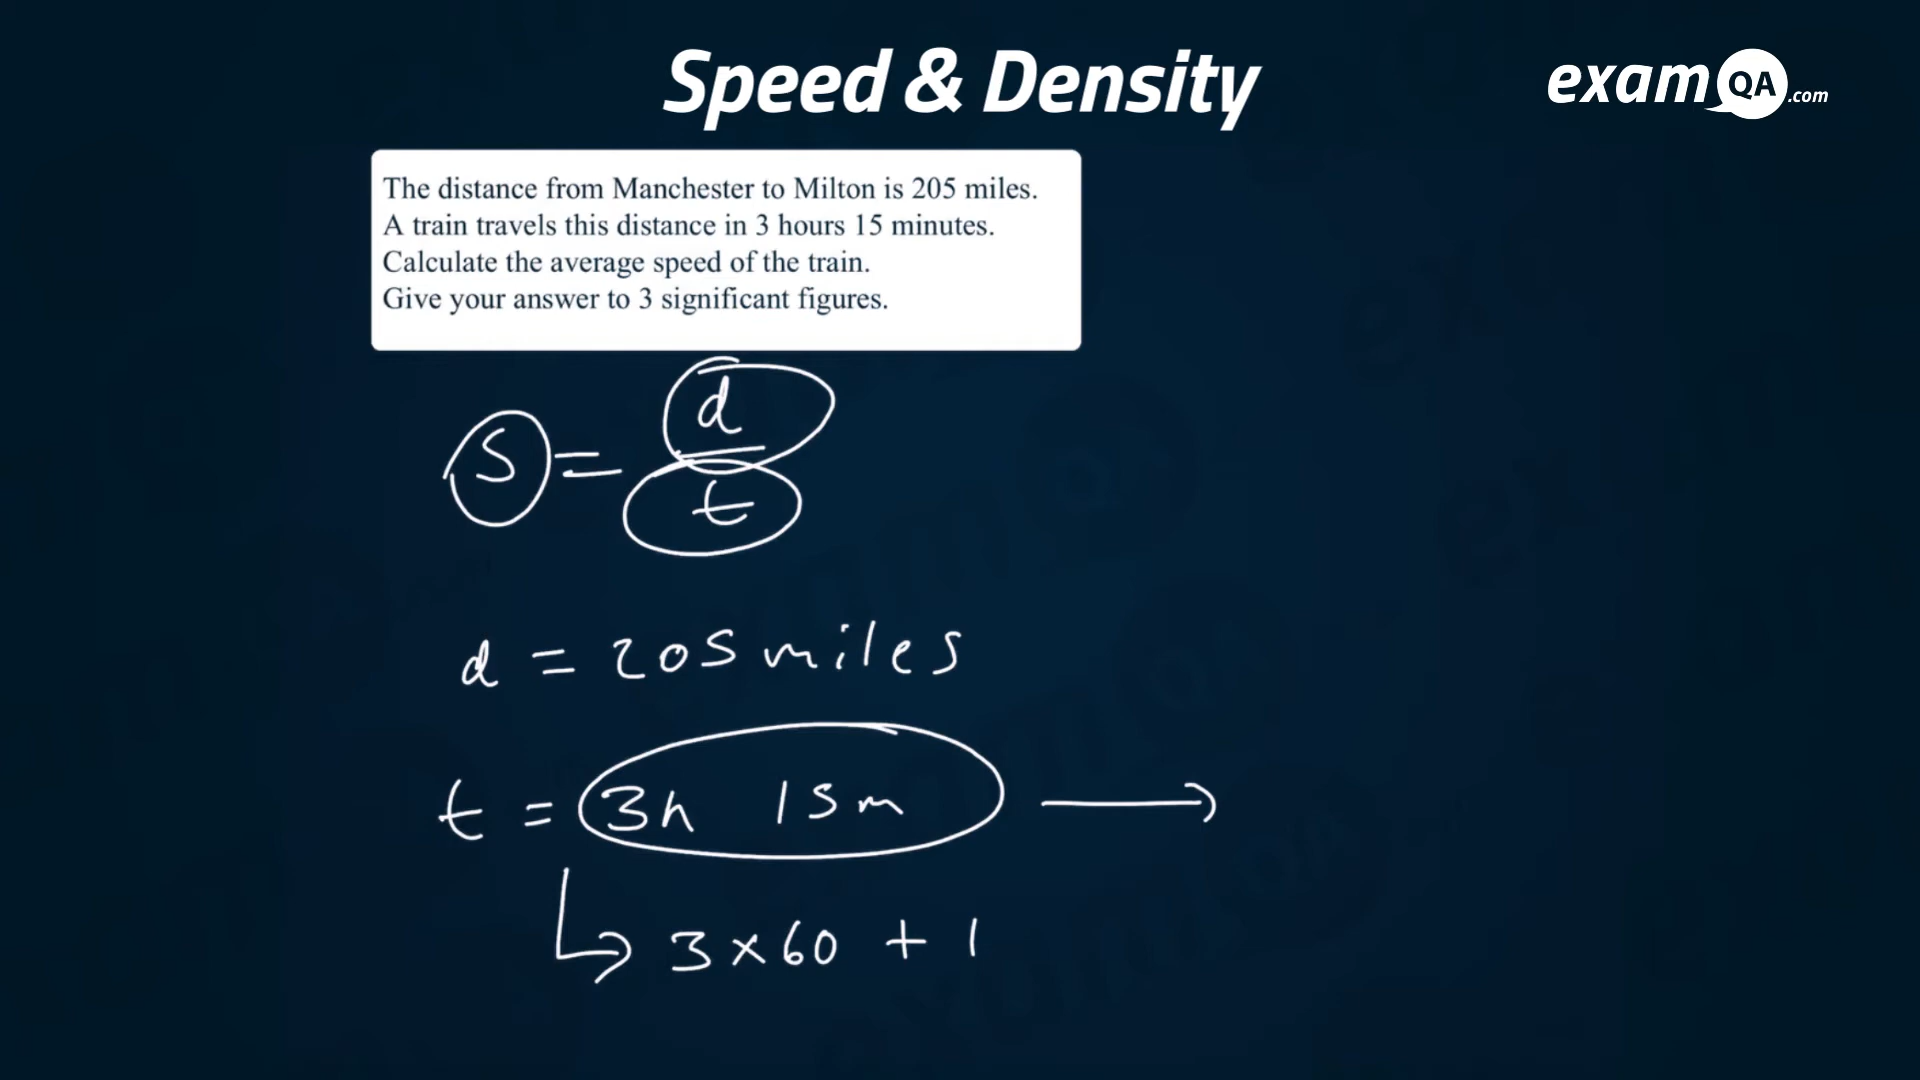 Speed & Density
examQA.com
The distance from Manchester to Milton is 205 miles.
A train travels this distance in 3 hours 15 minutes.
Calculate the average speed of the train.
Give your answer to 3 significant figures.
s = d
t
d = 205 miles
t = 3h 15m →
↳ 3 × 60 + 1